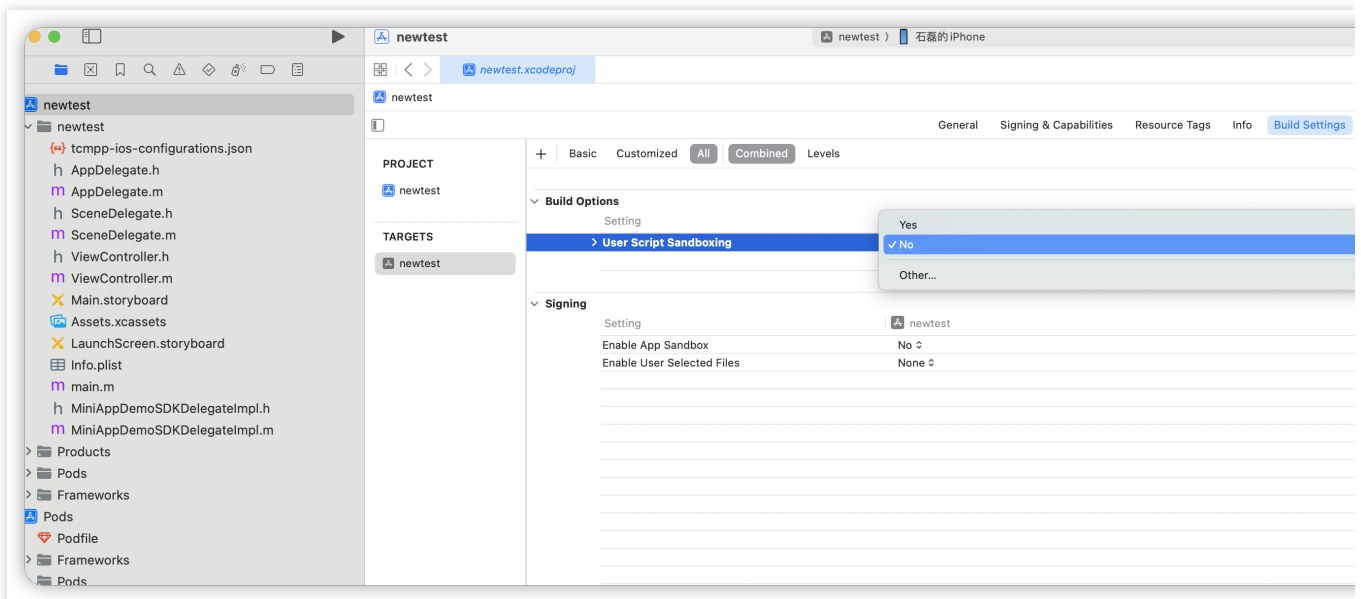 newtest
newtest 〉 石磊的 iPhone
newtest.xcodeproj
newtest
newtest
newtest
tcmpp-ios-configurations.json
AppDelegate.h
AppDelegate.m
SceneDelegate.h
SceneDelegate.m
ViewController.h
ViewController.m
Main.storyboard
Assets.xcassets
LaunchScreen.storyboard
Info.plist
main.m
MiniAppDemoSDKDelegateImpl.h
MiniAppDemoSDKDelegateImpl.m
Products
Pods
Frameworks
Pods
Podfile
Frameworks
Pods
General Signing & Capabilities Resource Tags Info Build Settings
PROJECT
newtest
TARGETS
newtest
+ Basic Customized All Combined Levels
Build Options
Setting
User Script Sandboxing
Yes
No
Other...
Signing
Setting newtest
Enable App Sandbox No
Enable User Selected Files None